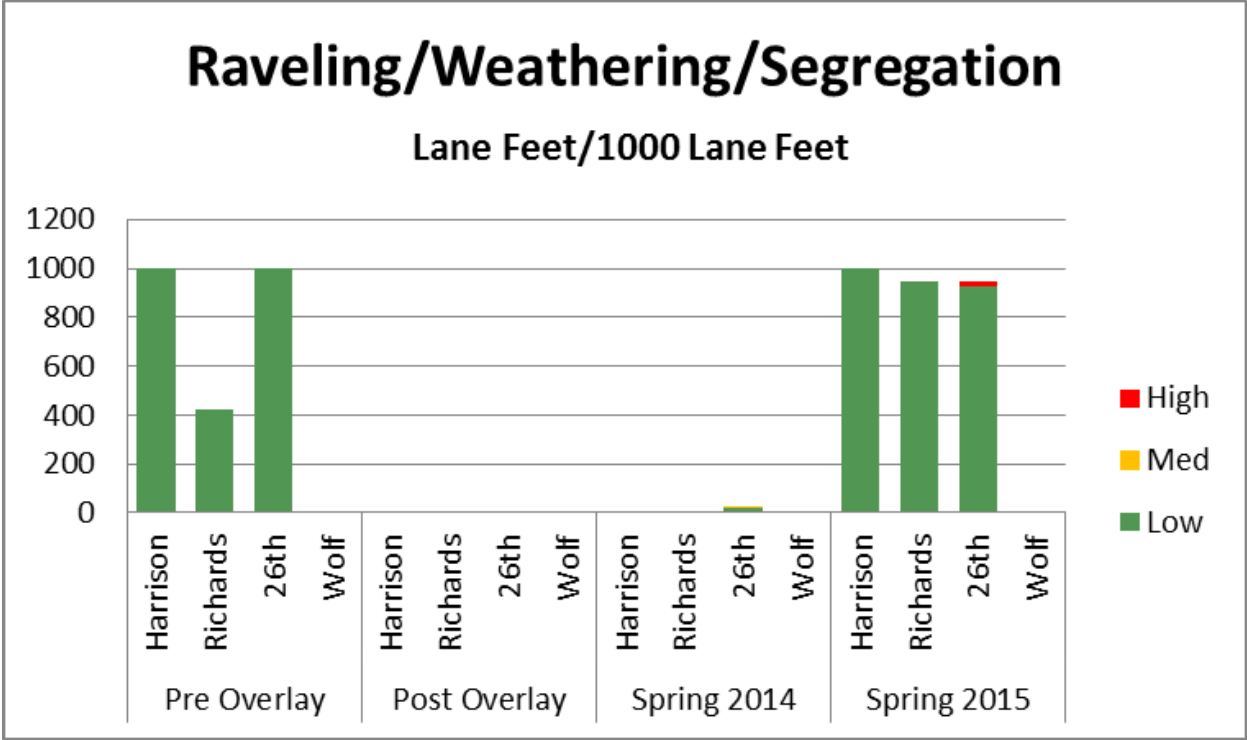 Raveling/Weathering/Segregation
Lane Feet/1000 Lane Feet
1200
1000
800
600
400
200
0
Harrison
Richards
26th
Wolf
Harrison
Richards
26th
Wolf
Harrison
Richards
26th
Wolf
Harrison
Richards
26th
Wolf
Pre Overlay
Post Overlay
Spring 2014
Spring 2015
High
Med
Low